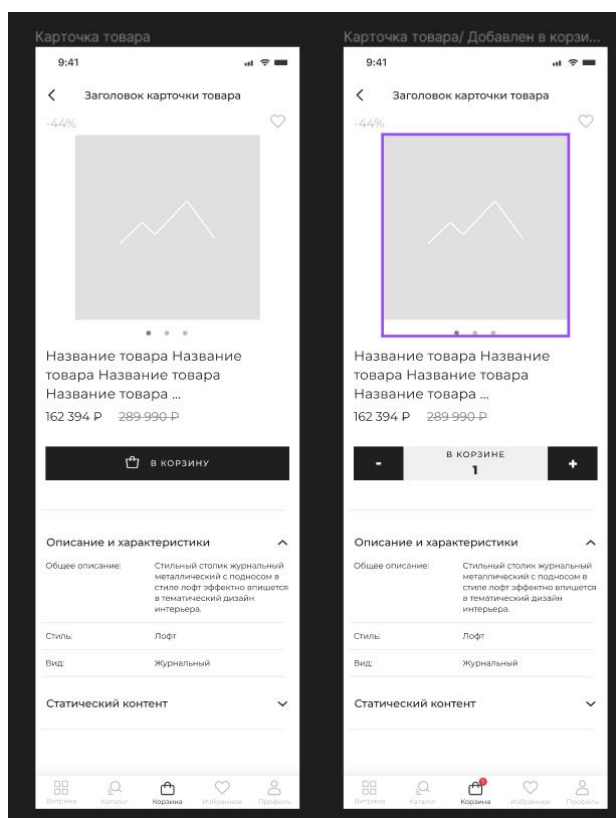 Карточка товара
9:41
Заголовок карточки товара
-44%
Название товара Название
товара Название товара
Название товара ...
162 394 ₽ 289 990 ₽
В КОРЗИНУ
Описание и характеристики
Общее описание: Стильный столик журнальный
металлический с подносом в
стиле лофт эффектно впишется
в тематический дизайн
интерьера.
Стиль: Лофт
Вид: Журнальный
Статический контент
Витрина Каталог Корзина Избранное Профиль
Карточка товара/ Добавлен в корзи...
9:41
Заголовок карточки товара
-44%
Название товара Название
товара Название товара
Название товара ...
162 394 ₽ 289 990 ₽
- В КОРЗИНЕ +
1
Описание и характеристики
Общее описание: Стильный столик журнальный
металлический с подносом в
стиле лофт эффектно впишется
в тематический дизайн
интерьера.
Стиль: Лофт
Вид: Журнальный
Статический контент
1
Витрина Каталог Корзина Избранное Профиль